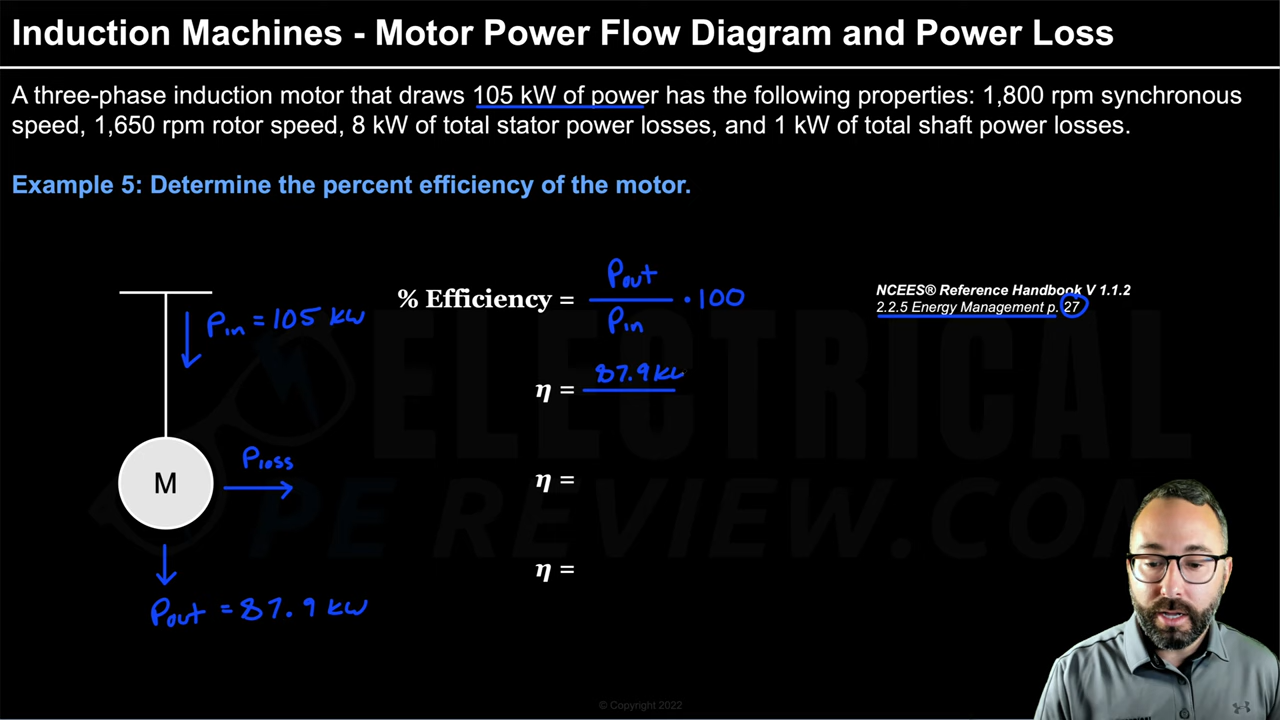 Induction Machines - Motor Power Flow Diagram and Power Loss
A three-phase induction motor that draws 105 kW of power has the following properties: 1,800 rpm synchronous
speed, 1,650 rpm rotor speed, 8 kW of total stator power losses, and 1 kW of total shaft power losses.
Example 5: Determine the percent efficiency of the motor.
Pin = 105 kW
M
Ploss
Pout = 87.9 kW
% Efficiency = Pout / Pin · 100
η = 87.9 kW
η =
η =
NCEES® Reference Handbook V 1.1.2
2.2.5 Energy Management p. 27
ELECTRICAL
PE REVIEW.COM
© Copyright 2022